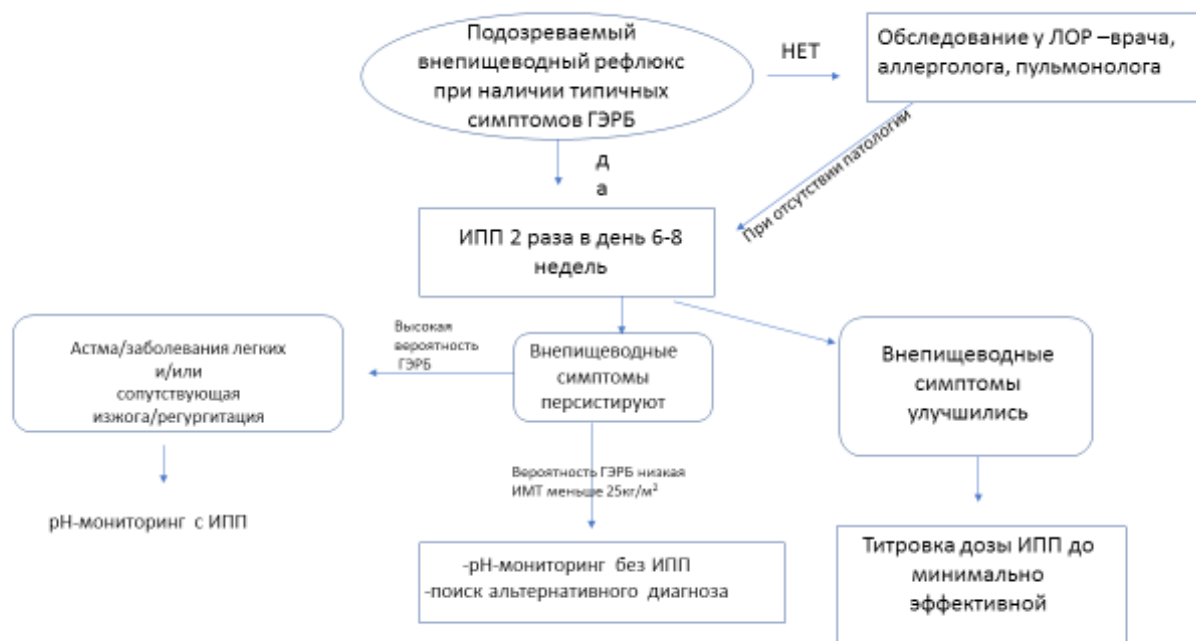 Подозреваемый
внепищеводный рефлюкс
при наличии типичных
симптомов ГЭРБ
НЕТ
Обследование у ЛОР –врача,
аллерголога, пульмонолога
д
а
При отсутствии патологии
ИПП 2 раза в день 6-8
недель
Высокая
вероятность
ГЭРБ
Астма/заболевания легких
и/или
сопутствующая
изжога/регургитация
Внепищеводные
симптомы
персистируют
Внепищеводные
симптомы
улучшились
Вероятность ГЭРБ низкая
ИМТ меньше 25кг/м²
pH-мониторинг с ИПП
-pH-мониторинг без ИПП
-поиск альтернативного диагноза
Титровка дозы ИПП до
минимально
эффективной